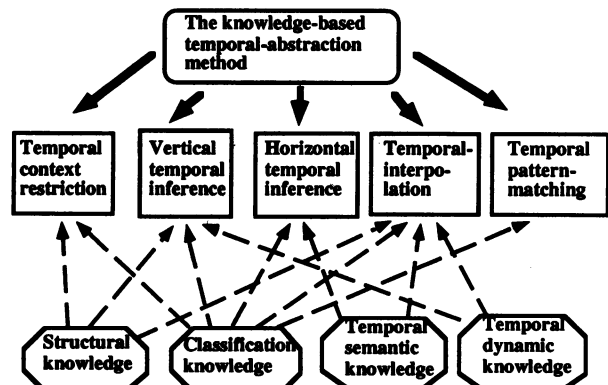 The knowledge-based
temporal-abstraction
method
Temporal
context
restriction
Vertical
temporal
inference
Horizontal
temporal
inference
Temporal-
interpo-
lation
Temporal
pattern-
matching
Structural
knowledge
Classification
knowledge
Temporal
semantic
knowledge
Temporal
dynamic
knowledge